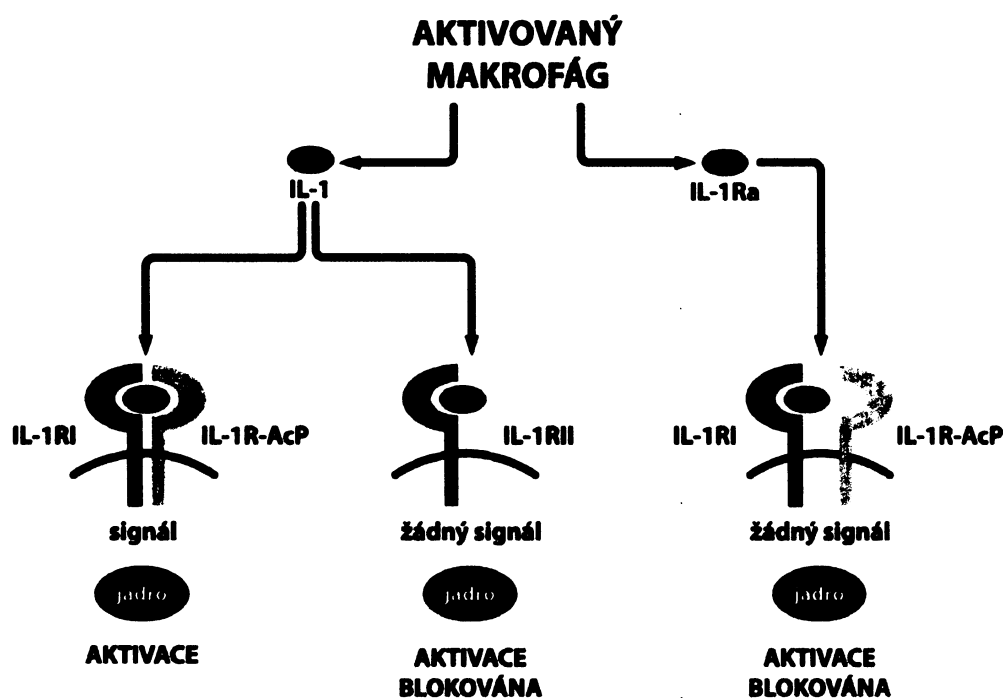 AKTIVOVANÝ
MAKROFÁG
IL-1
IL-1Ra
IL-1RI
IL-1R-AcP
IL-1RII
IL-1RI
IL-1R-AcP
signál
žádný signál
žádný signál
jadro
jadro
jadro
AKTIVACE
AKTIVACE
BLOKOVÁNA
AKTIVACE
BLOKOVÁNA